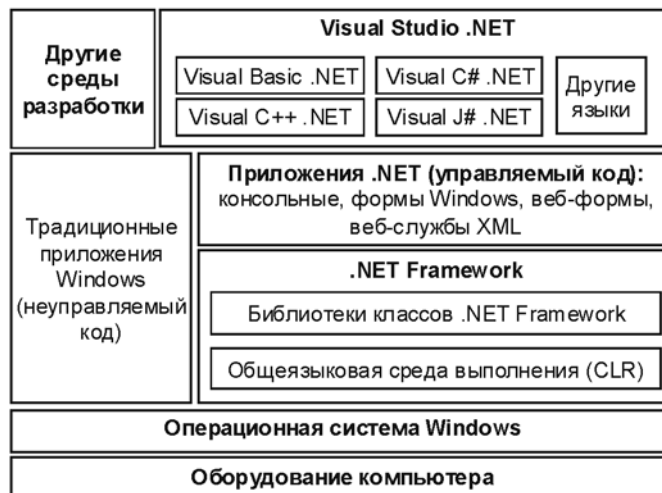 Другие
среды
разработки
Visual Studio .NET
Visual Basic .NET
Visual C# .NET
Visual C++ .NET
Visual J# .NET
Другие
языки
Традиционные
приложения
Windows
(неуправляемый
код)
Приложения .NET (управляемый код):
консольные, формы Windows, веб-формы,
веб-службы XML
.NET Framework
Библиотеки классов .NET Framework
Общеязыковая среда выполнения (CLR)
Операционная система Windows
Оборудование компьютера